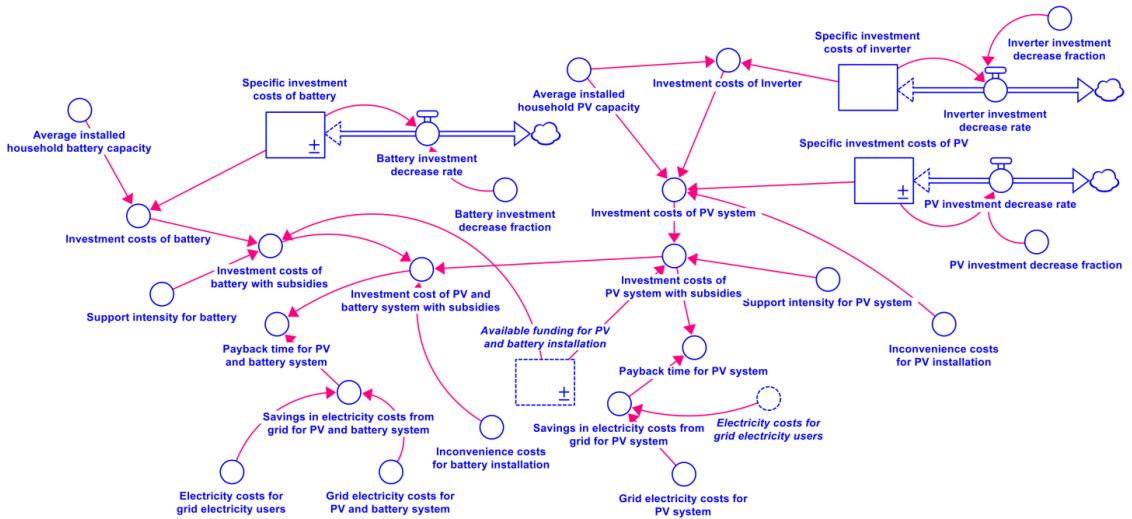 Specific investment
costs of inverter
Inverter investment
decrease fraction
Specific investment
costs of battery
Investment costs of Inverter
Average installed
household PV capacity
Inverter investment
decrease rate
Average installed
household battery capacity
Specific investment costs of PV
Battery investment
decrease rate
±
±
Battery investment
decrease fraction
PV investment decrease rate
Investment costs of PV system
Investment costs of battery
PV investment decrease fraction
Investment costs of
battery with subsidies
Investment costs of
PV system with subsidies
Investment cost of PV and
battery system with subsidies
Support intensity for PV system
Support intensity for battery
Available funding for PV
and battery installation
±
Payback time for PV
and battery system
Inconvenience costs
for PV installation
Payback time for PV system
Savings in electricity costs from
grid for PV and battery system
Savings in electricity costs from
grid for PV system
Electricity costs for
grid electricity users
Inconvenience costs
for battery installation
Electricity costs for
grid electricity users
Grid electricity costs for
PV and battery system
Grid electricity costs for
PV system